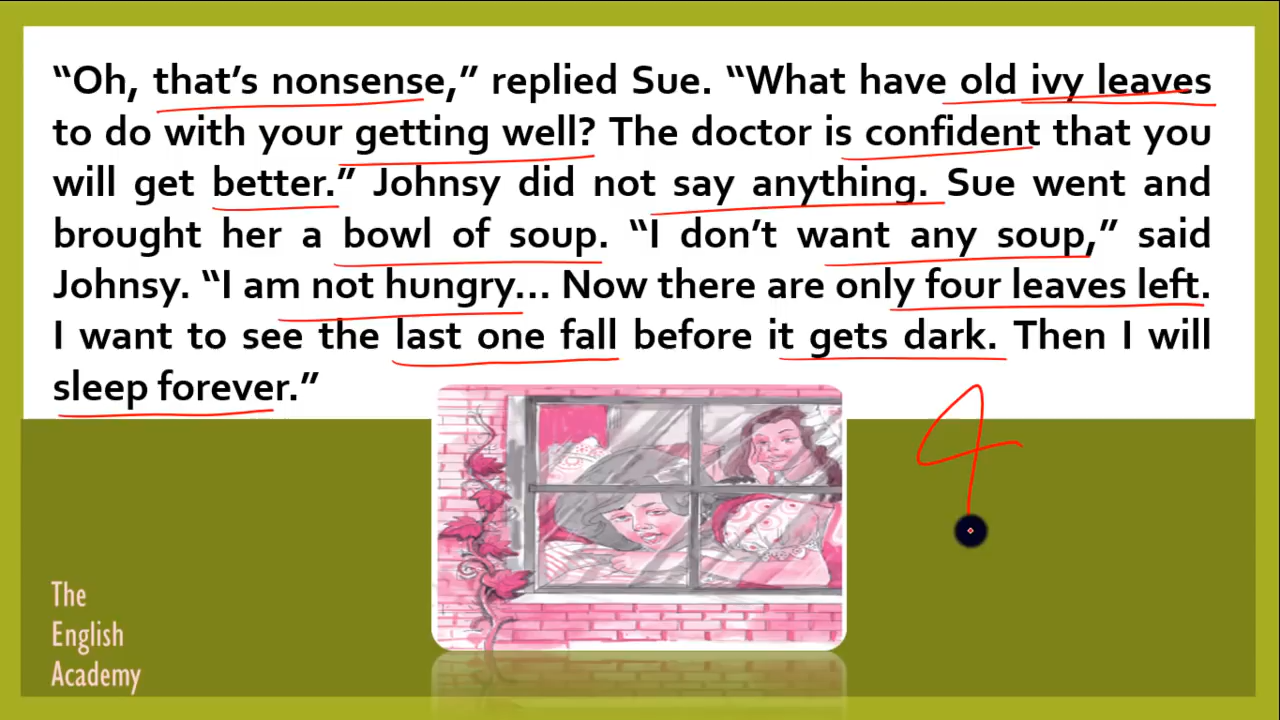 “Oh, that’s nonsense,” replied Sue. “What have old ivy leaves
to do with your getting well? The doctor is confident that you
will get better.” Johnsy did not say anything. Sue went and
brought her a bowl of soup. “I don’t want any soup,” said
Johnsy. “I am not hungry... Now there are only four leaves left.
I want to see the last one fall before it gets dark. Then I will
sleep forever.”
4
The
English
Academy